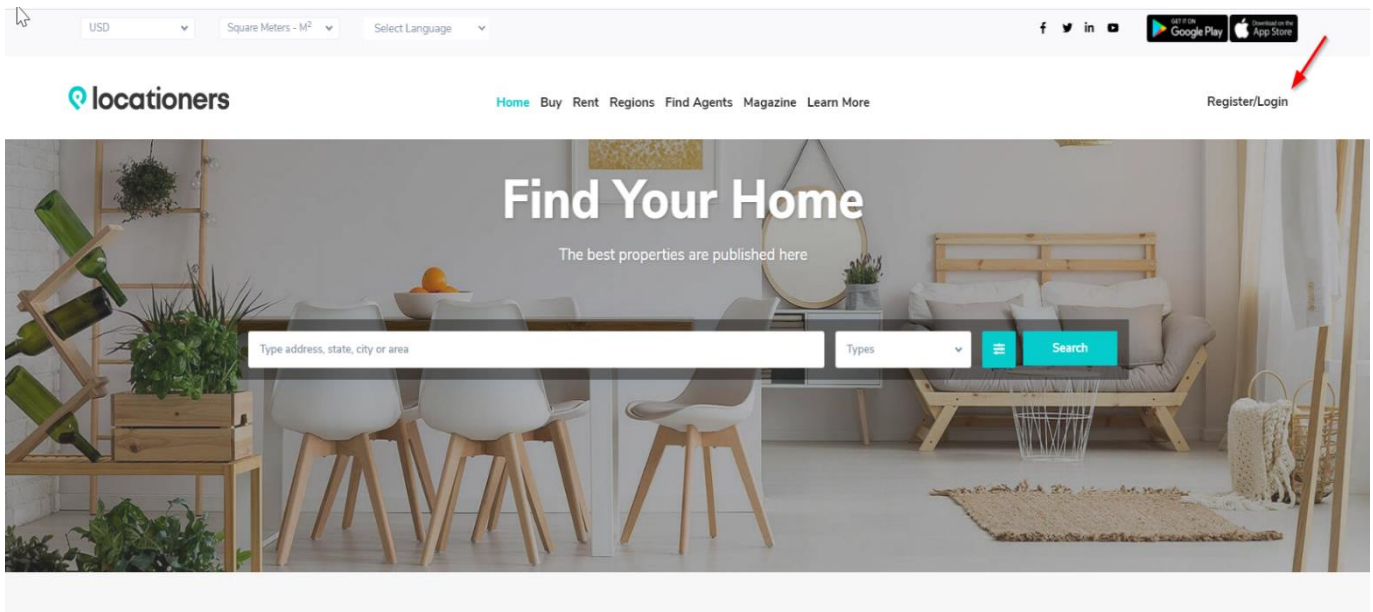 USD Square Meters - M² Select Language GET IT ON Google Play Download on the App Store
locationers Home Buy Rent Regions Find Agents Magazine Learn More Register/Login
Find Your Home
The best properties are published here
Type address, state, city or area Types Search